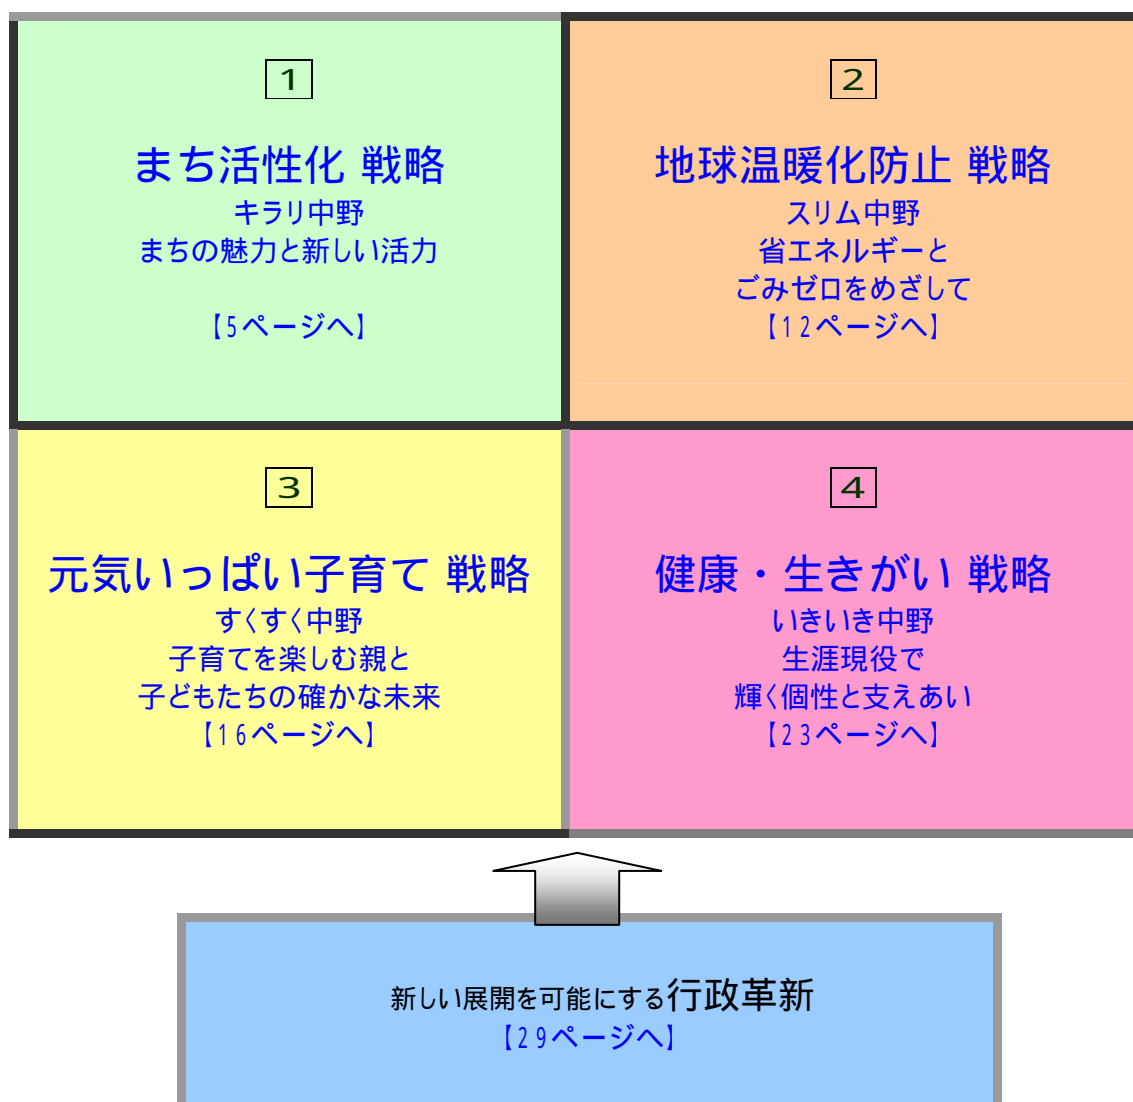 1
まち活性化 戦略
キラリ中野
まちの魅力と新しい活力
【5ページへ】
2
地球温暖化防止 戦略
スリム中野
省エネルギーと
ごみゼロをめざして
【12ページへ】
3
元気いっぱい子育て 戦略
すくすく中野
子育てを楽しむ親と
子どもたちの確かな未来
【16ページへ】
4
健康・生きがい 戦略
いきいき中野
生涯現役で
輝く個性と支えあい
【23ページへ】
新しい展開を可能にする行政革新
【29ページへ】